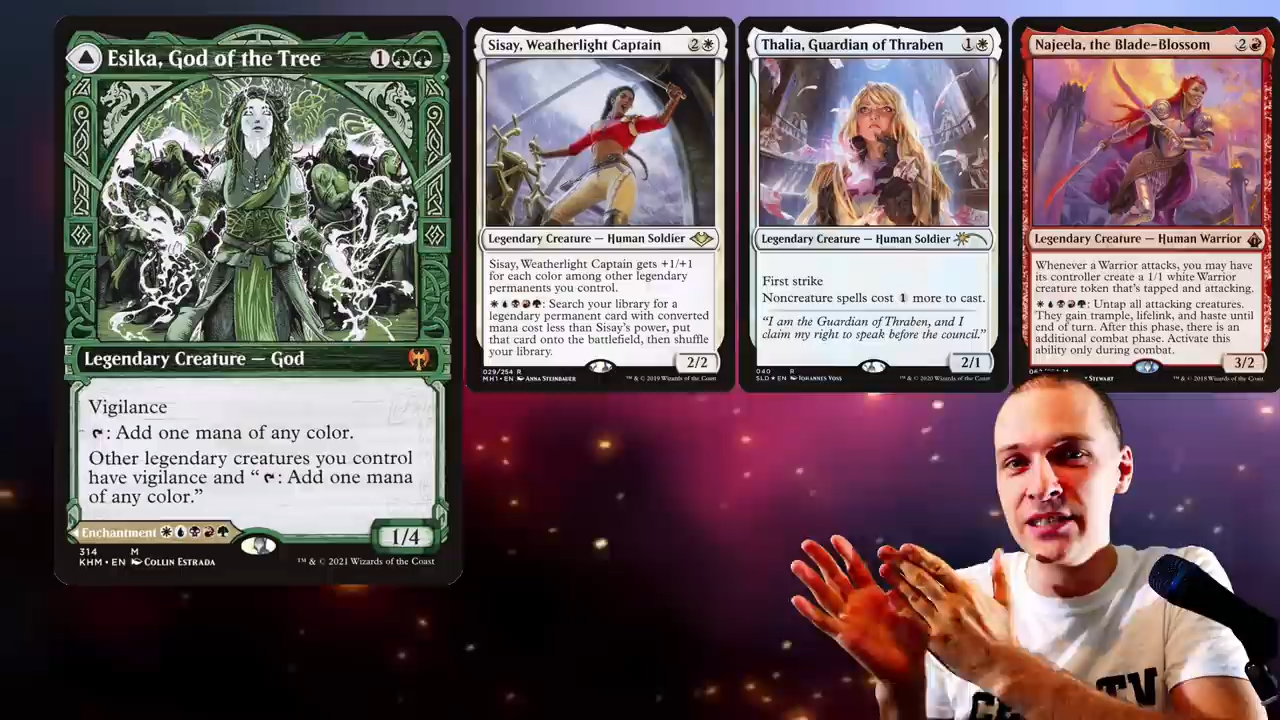 Esika, God of the Tree 1
Legendary Creature — God
Vigilance
: Add one mana of any color.
Other legendary creatures you control
have vigilance and “ : Add one mana
of any color.”
Enchantment
1/4
314 M
KHM • EN COLLIN ESTRADA ™ & © 2021 Wizards of the Coast
Sisay, Weatherlight Captain 2
Legendary Creature — Human Soldier
Sisay, Weatherlight Captain gets +1/+1
for each color among other legendary
permanents you control.
: Search your library for a
legendary permanent card with converted
mana cost less than Sisay's power, put
that card onto the battlefield, then shuffle
your library.
2/2
029/254 R
MH1 • EN ANNA STEINBAUER ™ & © 2019 Wizards of the Coast
Thalia, Guardian of Thraben 1
Legendary Creature — Human Soldier
First strike
Noncreature spells cost 1 more to cast.
“I am the Guardian of Thraben, and I
claim my right to speak before the council.”
2/1
040 R
SLD EN JOHANNES VOSS ™ & © 2020 Wizards of the Coast
Najeela, the Blade-Blossom 2
Legendary Creature — Human Warrior
Whenever a Warrior attacks, you may have
its controller create a 1/1 white Warrior
creature token that's tapped and attacking.
: Untap all attacking creatures.
They gain trample, lifelink, and haste until
end of turn. After this phase, there is an
additional combat phase. Activate this
ability only during combat.
3/2
STEWART ™ & © 2018 Wizards of the Coast